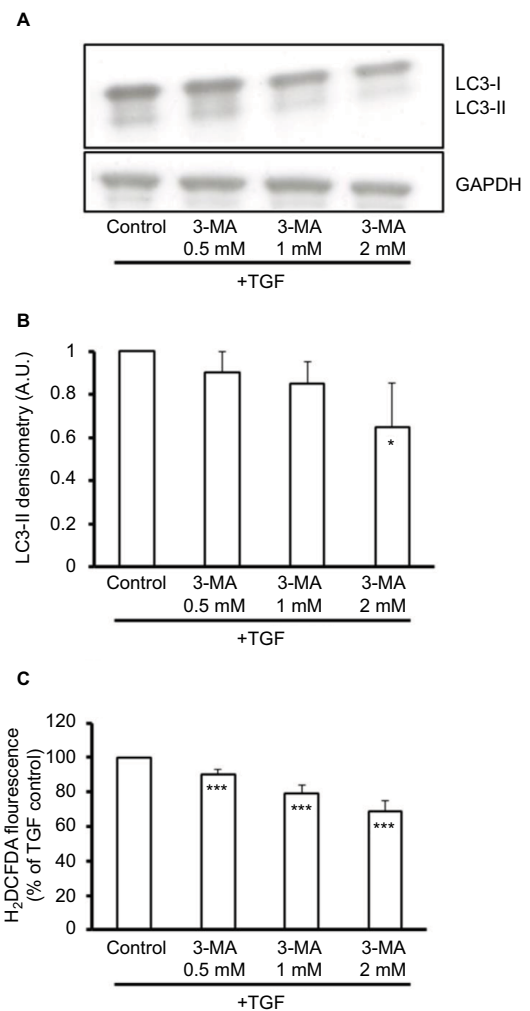 A
LC3-I
LC3-II
GAPDH
Control 3-MA 3-MA 3-MA
0.5 mM 1 mM 2 mM
+TGF
B
LC3-II densiometry (A.U.)
1
0.8
0.6
0.4
0.2
0
*
Control 3-MA 3-MA 3-MA
0.5 mM 1 mM 2 mM
+TGF
C
H₂DCFDA flourescence
(% of TGF control)
120
100
80
60
40
20
0
*** *** ***
Control 3-MA 3-MA 3-MA
0.5 mM 1 mM 2 mM
+TGF